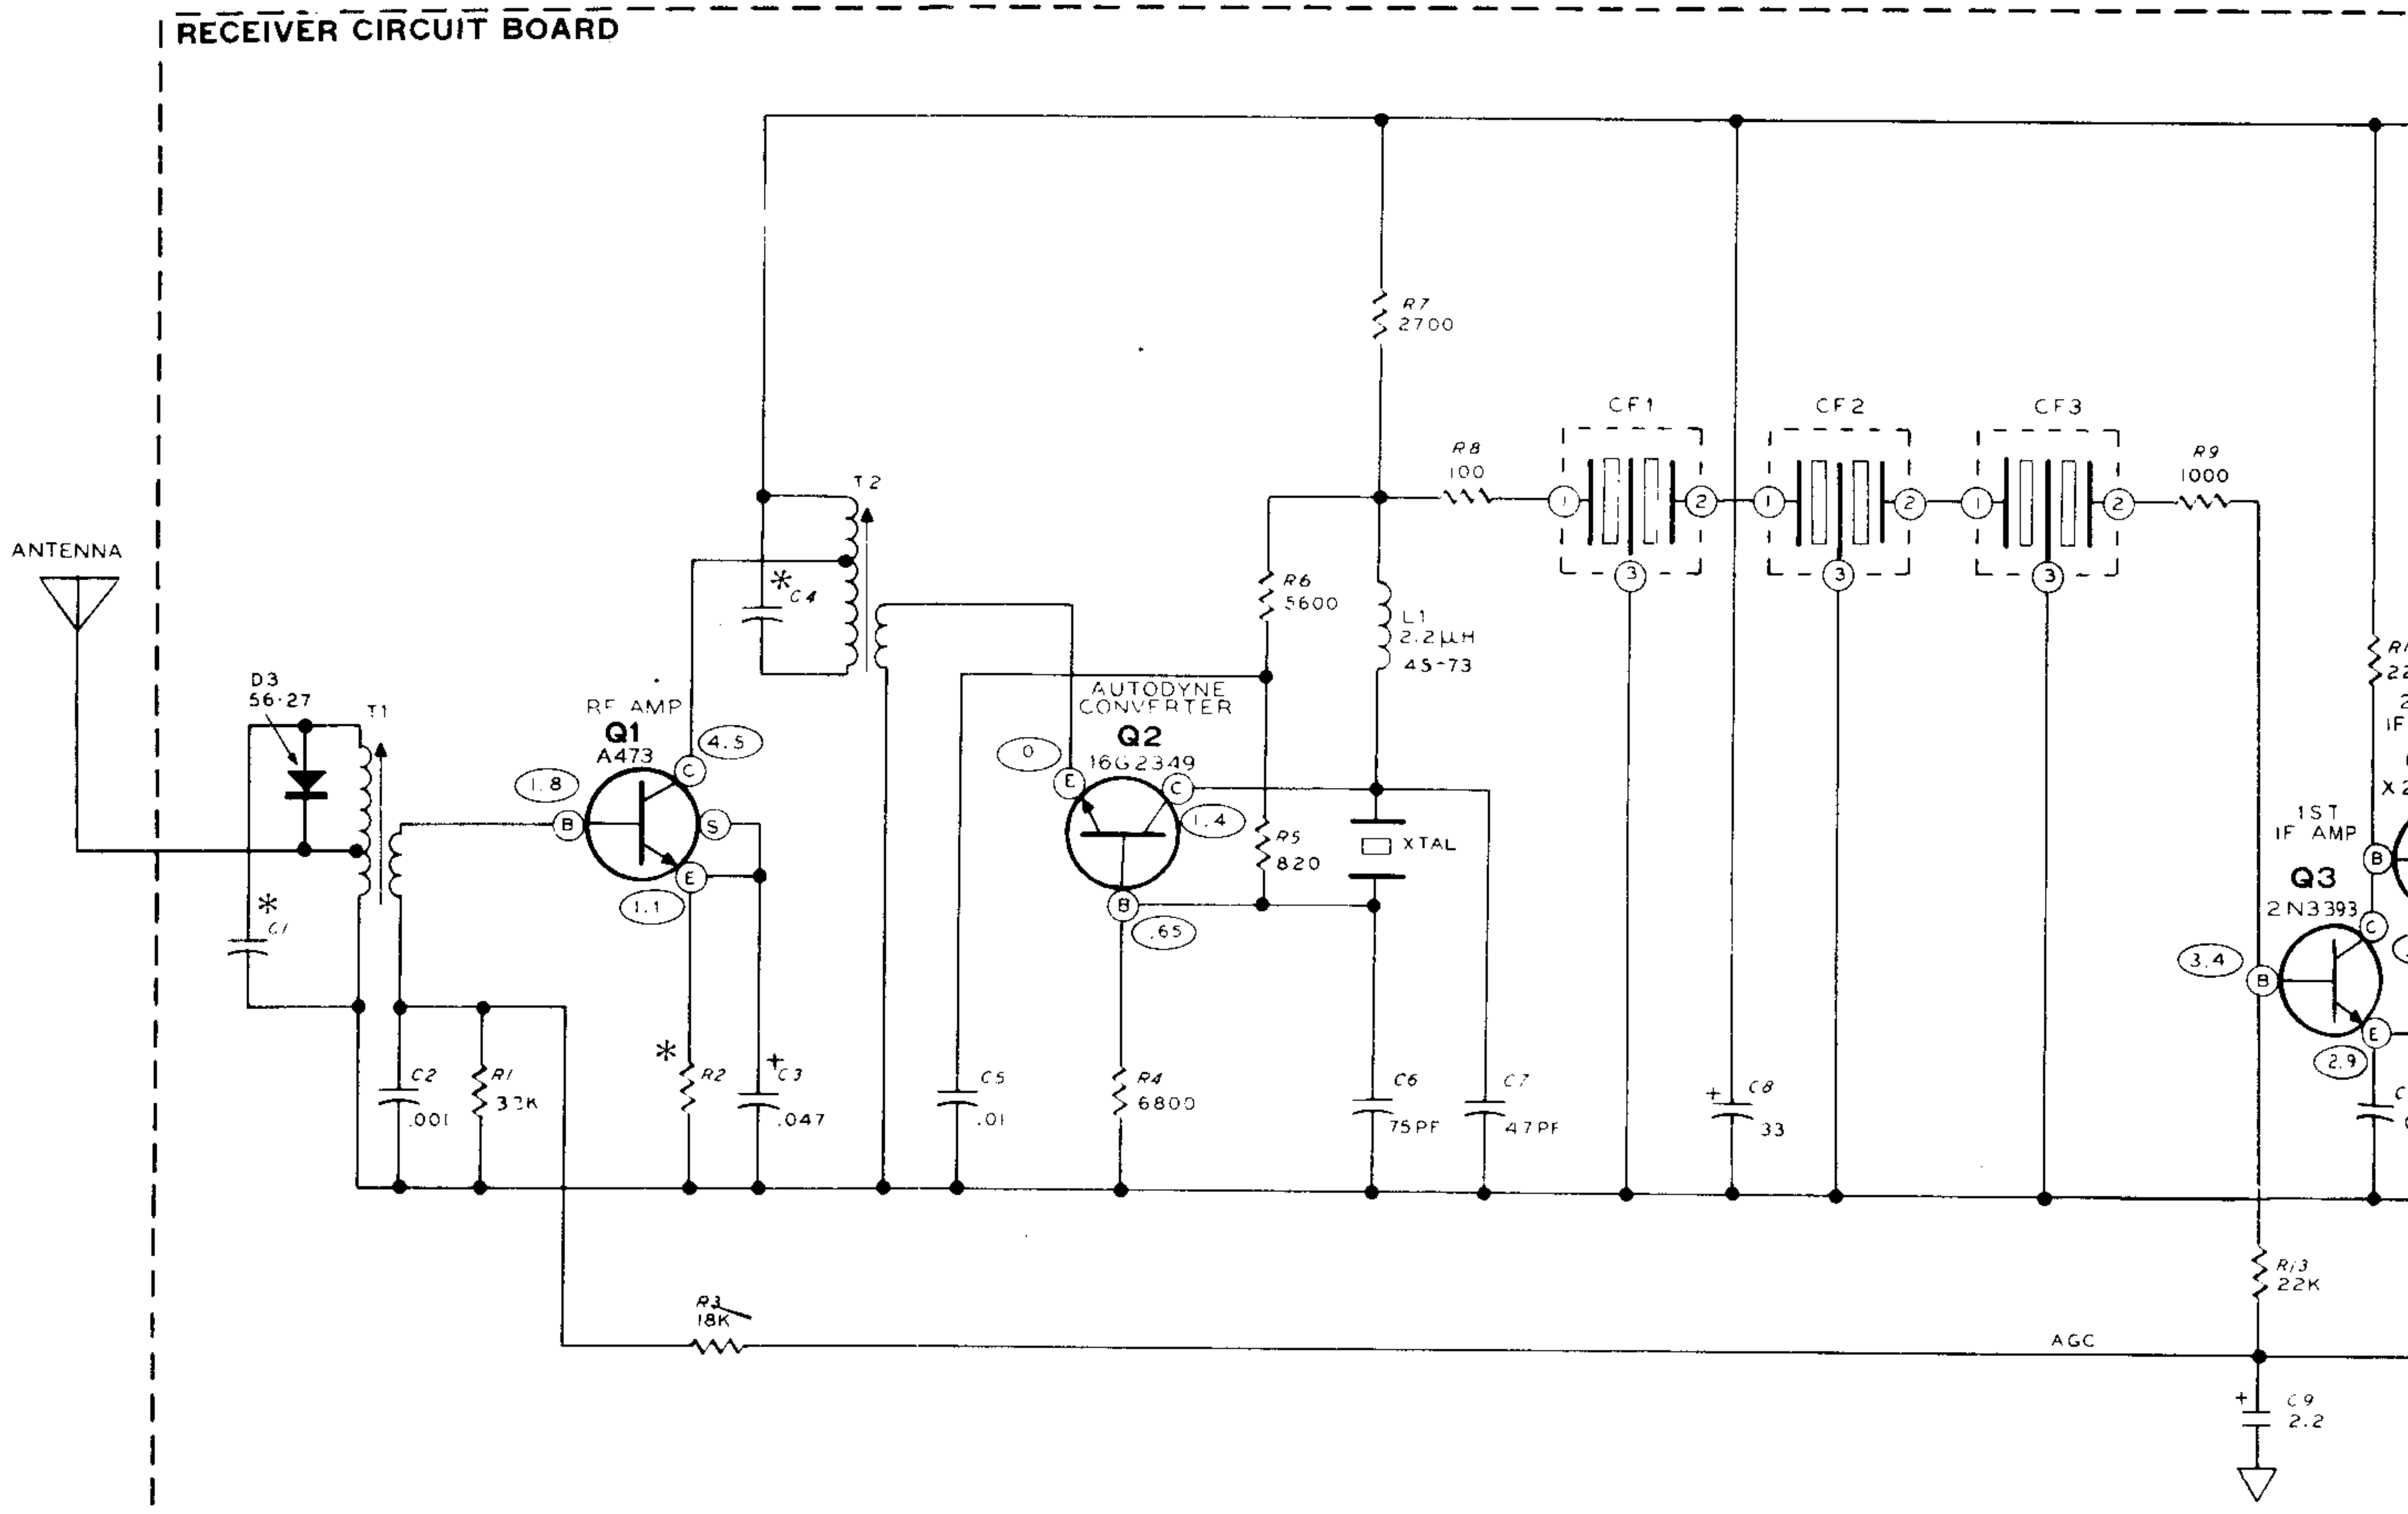 RECEIVER CIRCUIT BOARD
ANTENNA
D3
56-27
T1
*
C1
C2
.001
R1
1.8
RF AMP
Q1
A473
4.5
B
C
S
E
1.1
*
R2
+
C3
.047
T2
*
C4
R3
18K
0
AUTODYNE
CONVERTER
Q2
16G2349
E
C
B
1.4
.65
C5
.01
R4
6800
R5
820
R6
5600
R7
2700
L1
2.2µH
45-73
XTAL
C6
75PF
C7
47PF
R8
100
CF1
1
2
3
+
C8
33
CF2
1
2
3
CF3
1
2
3
R9
1000
1ST
IF AMP
Q3
2N3393
B
B
C
E
3.4
2.9
IF
R13
22K
AGC
+
C9
2.2